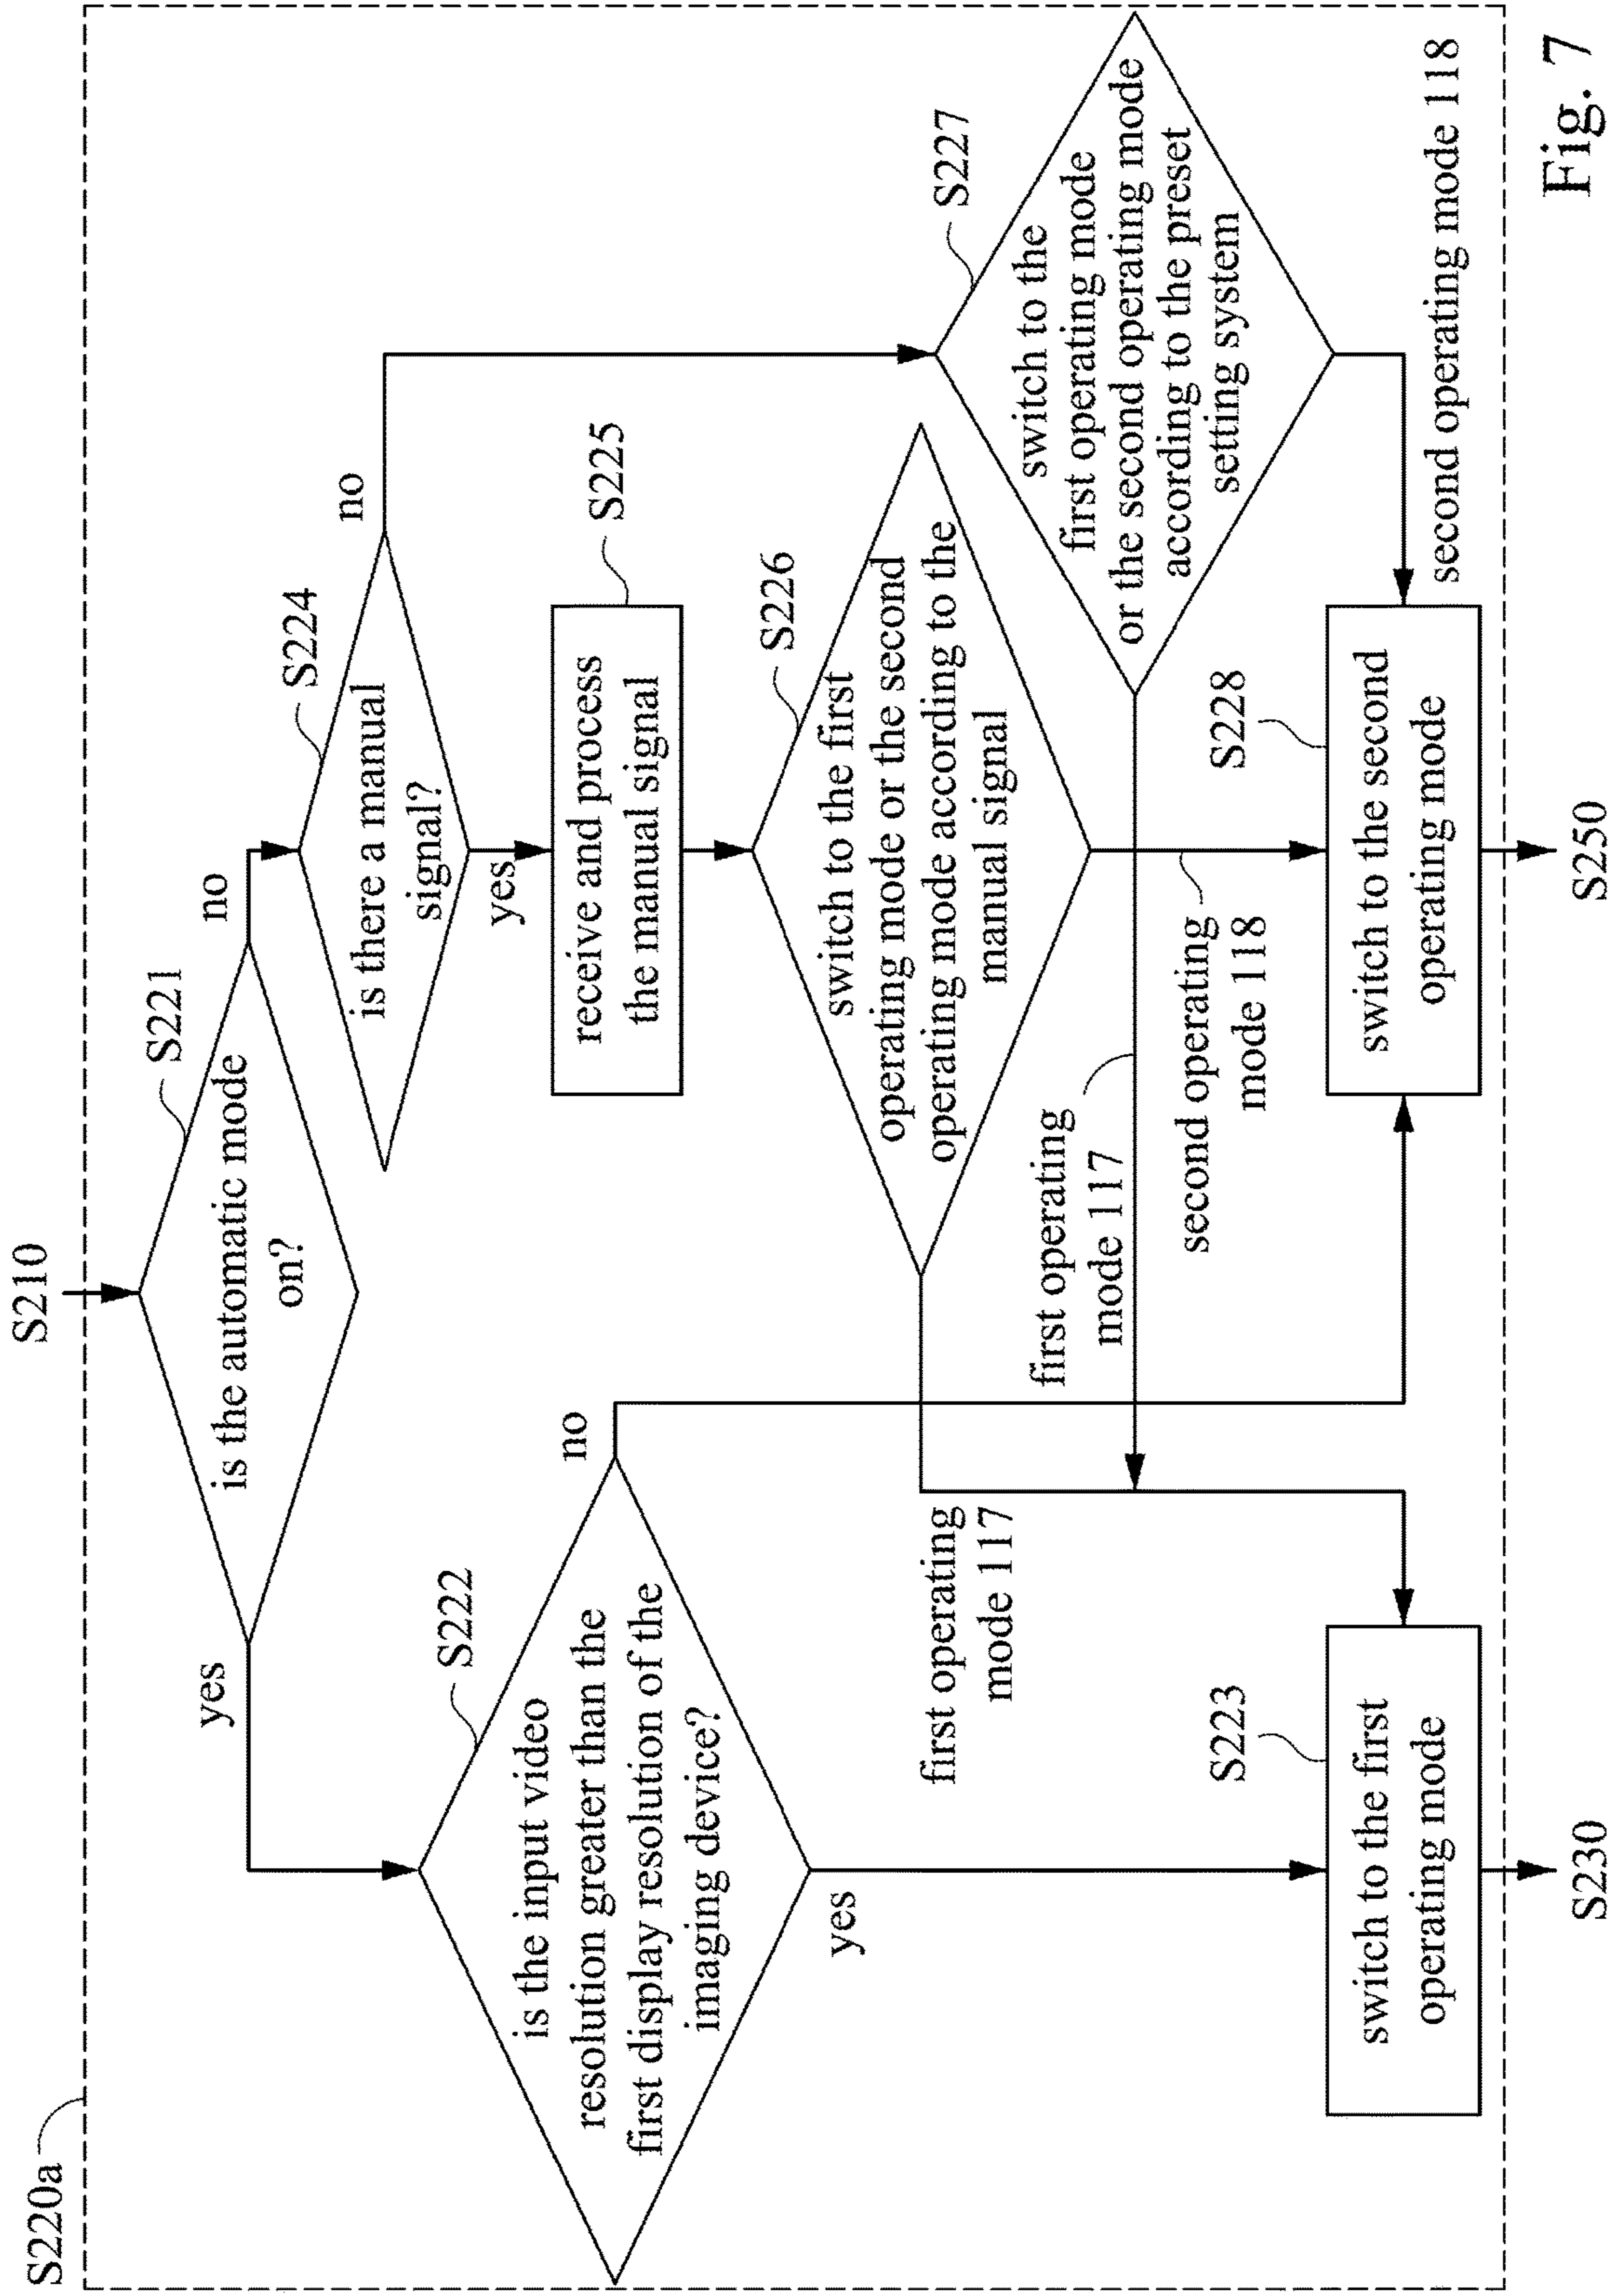 S220a
S210
S221
is the automatic mode
on?
yes
no
S222
is the input video
resolution greater than the
first display resolution of the
imaging device?
yes
no
S224
is there a manual
signal?
yes
no
S225
receive and process
the manual signal
S226
switch to the first
operating mode or the second
operating mode according to the
manual signal
S227
switch to the
first operating mode
or the second operating mode
according to the preset
setting system
first operating
mode 117
first operating
mode 117
second operating
mode 118
second operating mode 118
S223
switch to the first
operating mode
S228
switch to the second
operating mode
S230
S250
Fig. 7